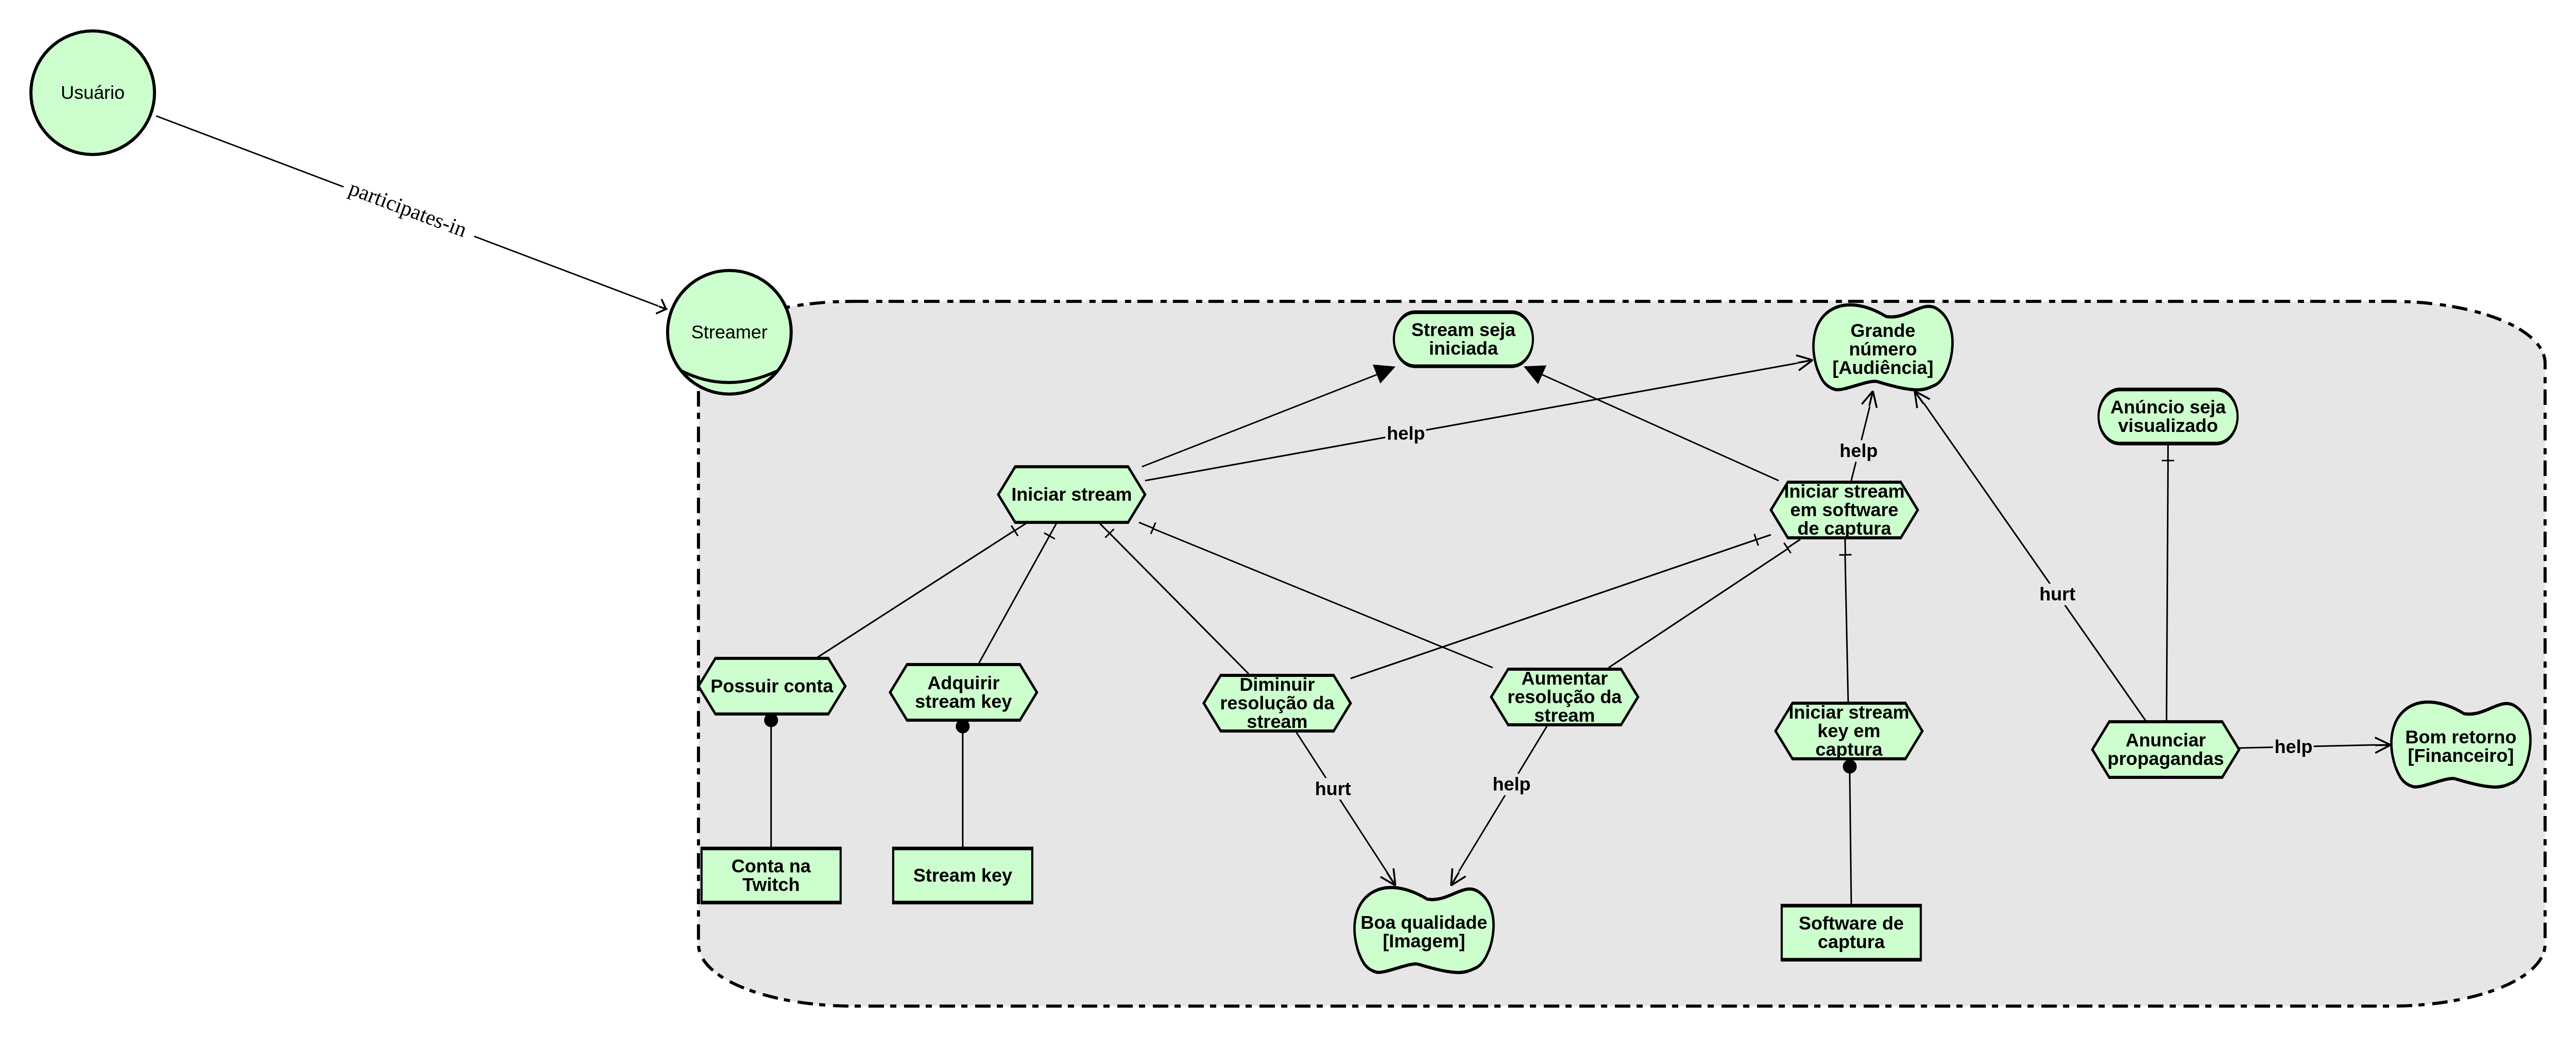 Usuário
participates-in
Streamer
Stream seja
iniciada
Grande
número
[Audiência]
Anúncio seja
visualizado
help
help
Iniciar stream
Iniciar stream
em software
de captura
hurt
Possuir conta
Adquirir
stream key
Diminuir
resolução da
stream
Aumentar
resolução da
stream
Iniciar stream
key em
captura
Anunciar
propagandas
help
Bom retorno
[Financeiro]
hurt
help
Conta na
Twitch
Stream key
Boa qualidade
[Imagem]
Software de
captura